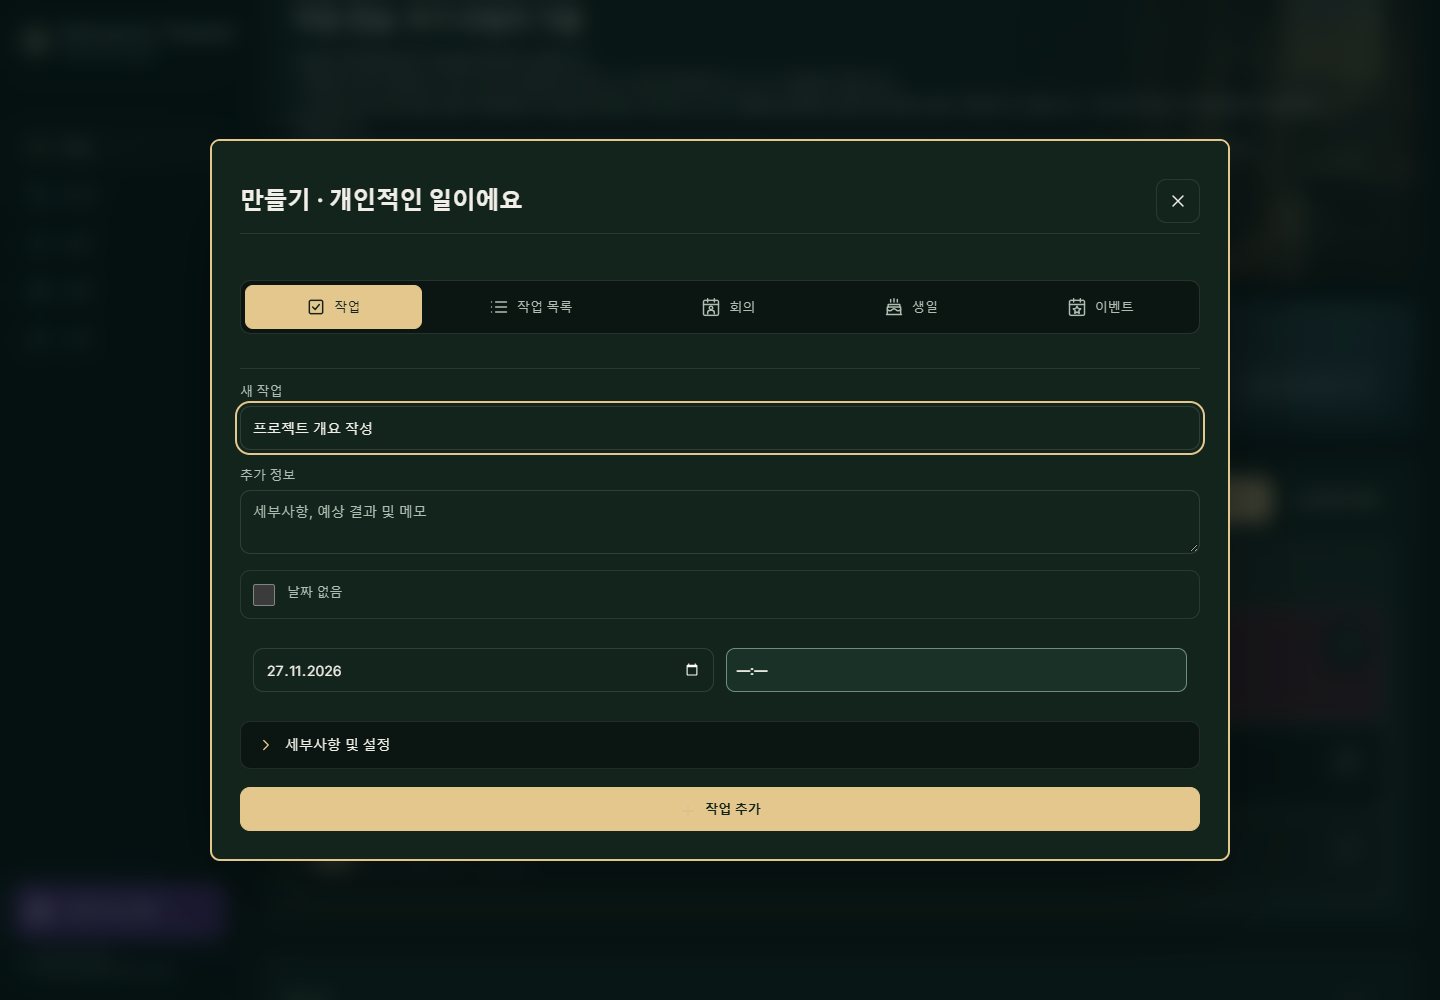 만들기 · 개인적인 일이에요
작업
작업 목록
회의
생일
이벤트
새 작업
프로젝트 개요 작성
추가 정보
세부사항, 예상 결과 및 메모
날짜 없음
27.11.2026
—:—
세부사항 및 설정
작업 추가